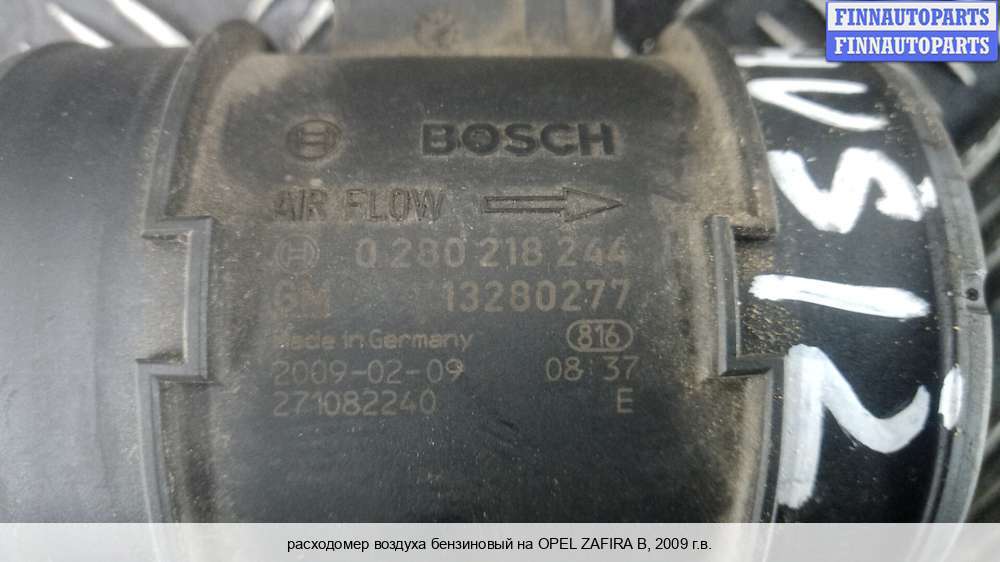 FINNAUTOPARTS
FINNAUTOPARTS
BOSCH
AIR FLOW
0 280 218 244
GM 13280277
Made in Germany 816
2009-02-09 08:37
271082240 E
расходомер воздуха бензиновый на OPEL ZAFIRA B, 2009 г.в.